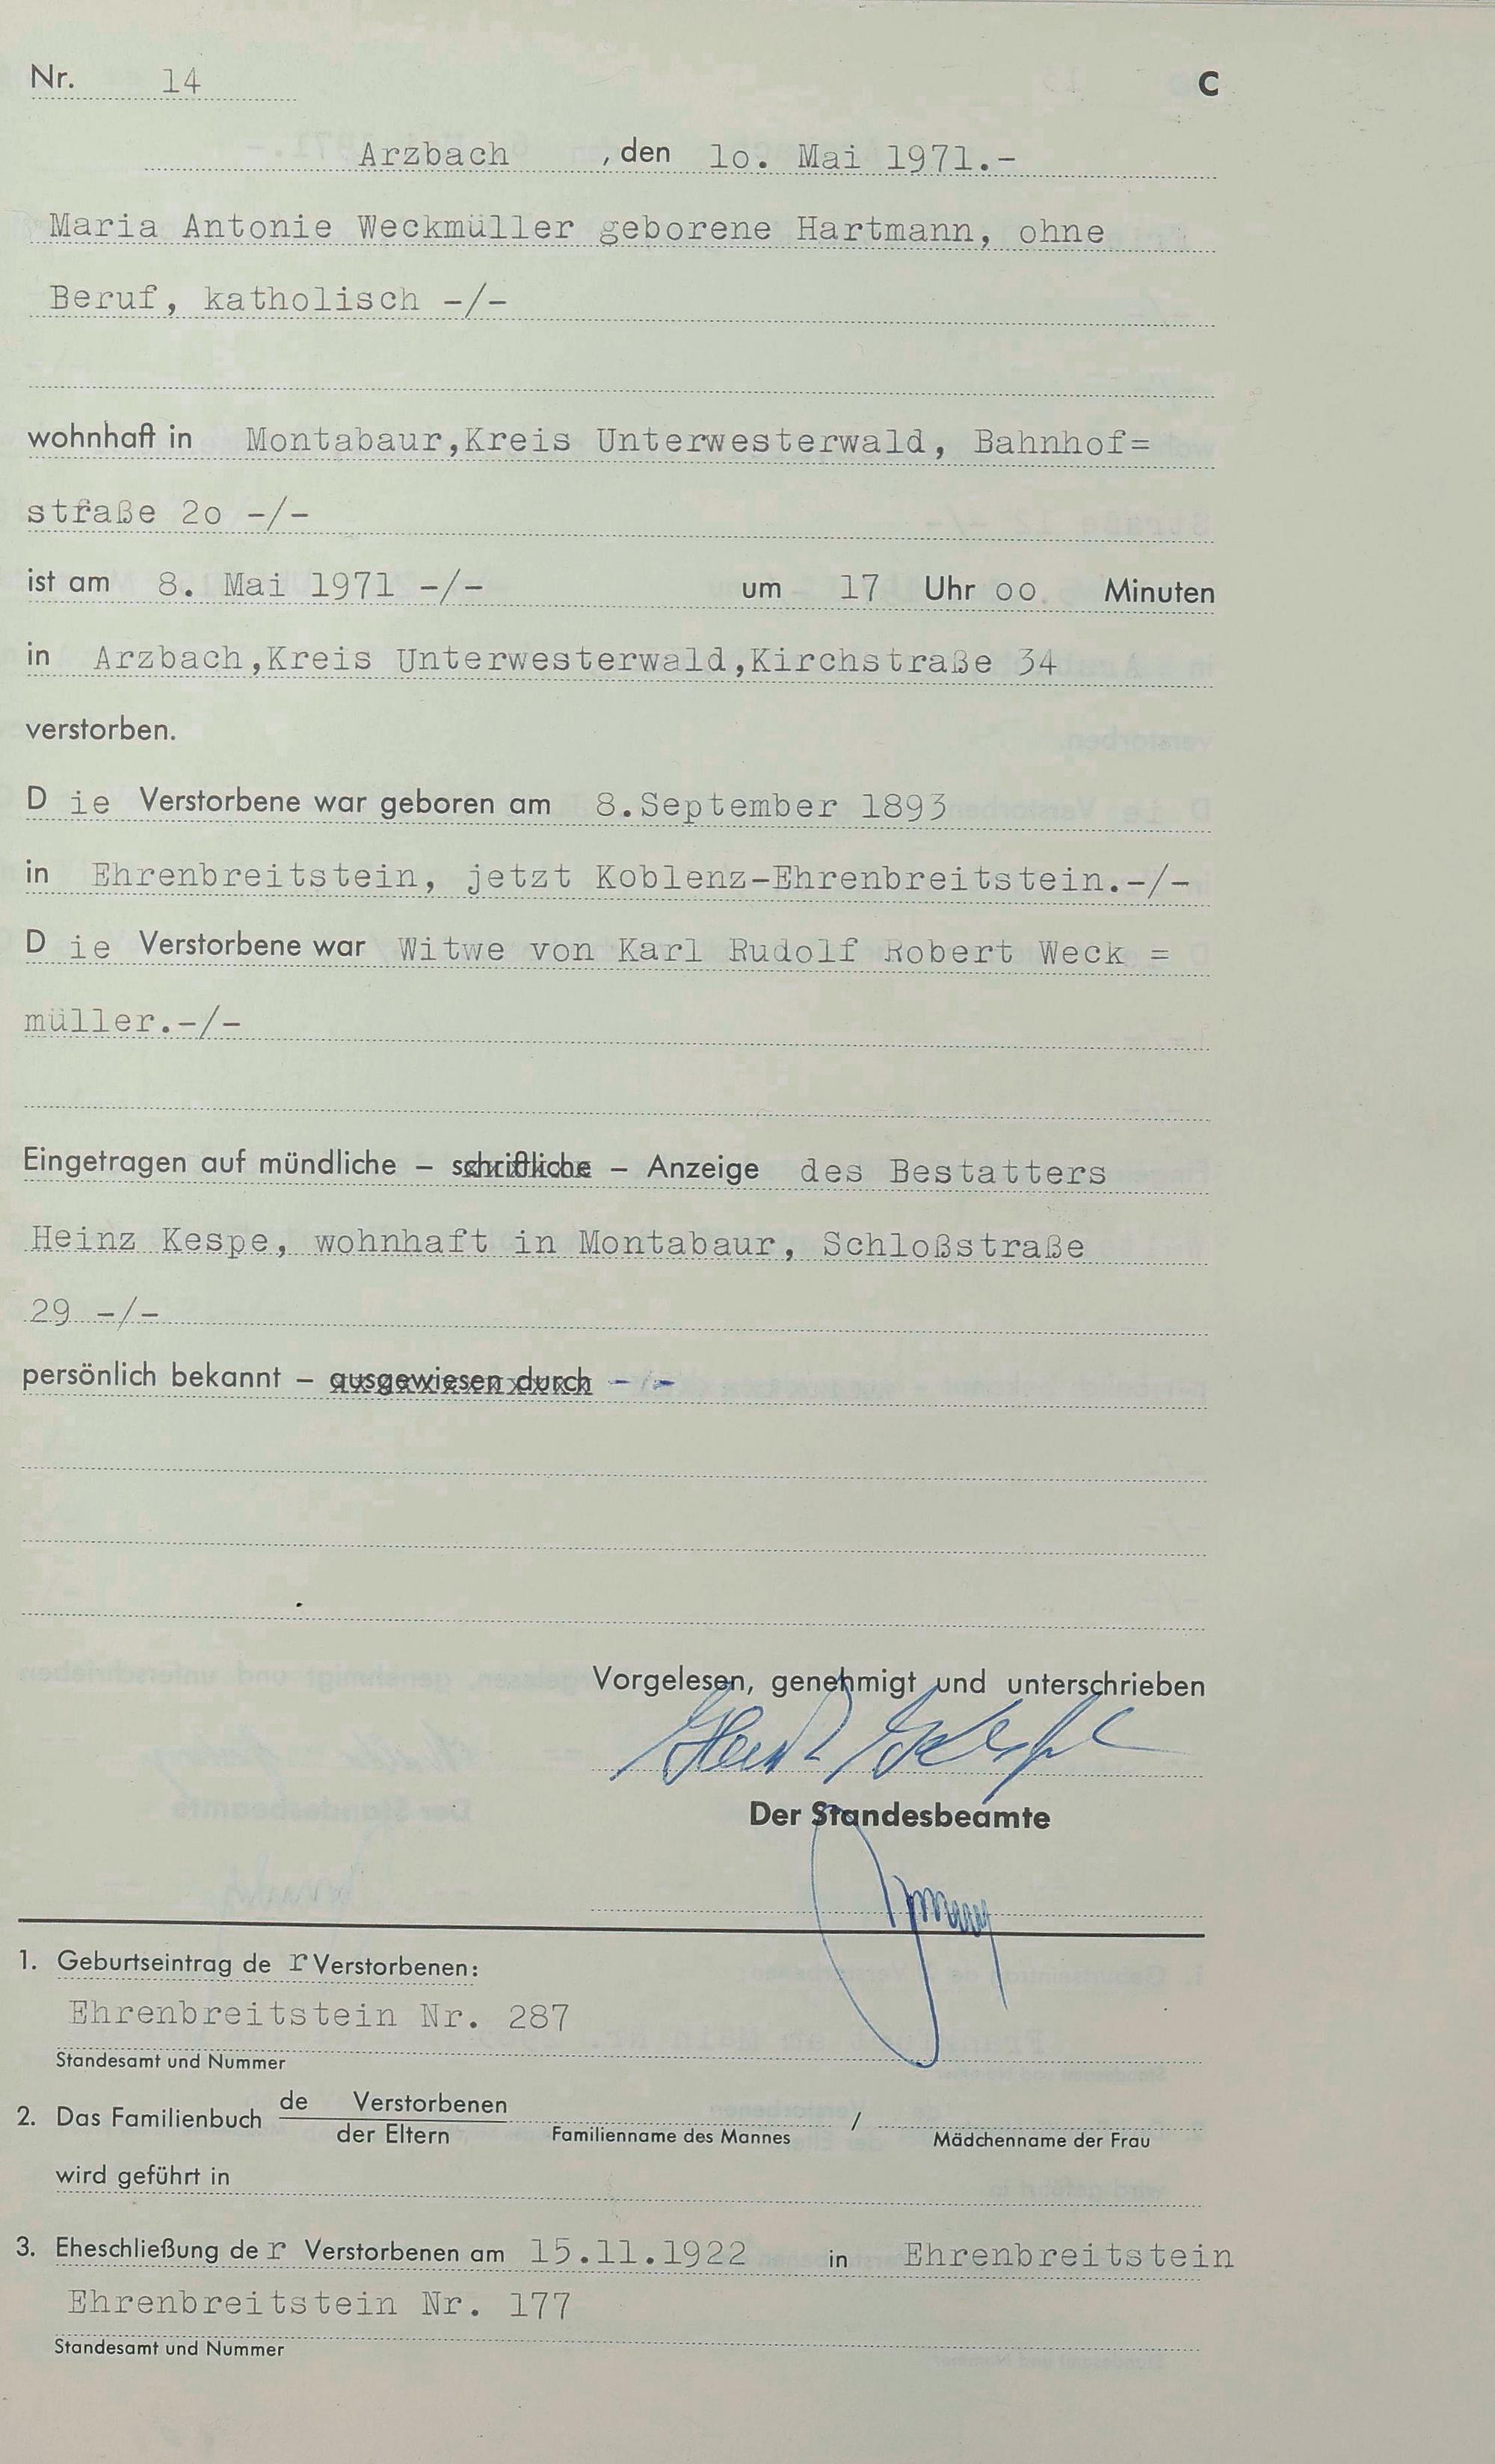 Nr. 14 C
Arzbach , den 1o. Mai 1971.-
Maria Antonie Weckmüller geborene Hartmann, ohne
Beruf, katholisch -/-
wohnhaft in Montabaur,Kreis Unterwesterwald, Bahnhof=
straße 2o -/-
ist am 8. Mai 1971 -/- um 17 Uhr oo Minuten
in Arzbach,Kreis Unterwesterwald,Kirchstraße 34
verstorben.
D ie Verstorbene war geboren am 8.September 1893
in Ehrenbreitstein, jetzt Koblenz-Ehrenbreitstein.-/-
D ie Verstorbene war Witwe von Karl Rudolf Robert Weck =
müller.-/-
Eingetragen auf mündliche – schriftliche – Anzeige des Bestatters
Heinz Kespe, wohnhaft in Montabaur, Schloßstraße
29 -/-
persönlich bekannt – ausgewiesen durch - / -
Vorgelesen, genehmigt und unterschrieben
Der Standesbeamte
1. Geburtseintrag de r Verstorbenen:
Ehrenbreitstein Nr. 287
Standesamt und Nummer
de Verstorbenen
2. Das Familienbuch /
der Eltern Familienname des Mannes Mädchenname der Frau
wird geführt in
3. Eheschließung de r Verstorbenen am 15.11.1922 in Ehrenbreitstein
Ehrenbreitstein Nr. 177
Standesamt und Nummer